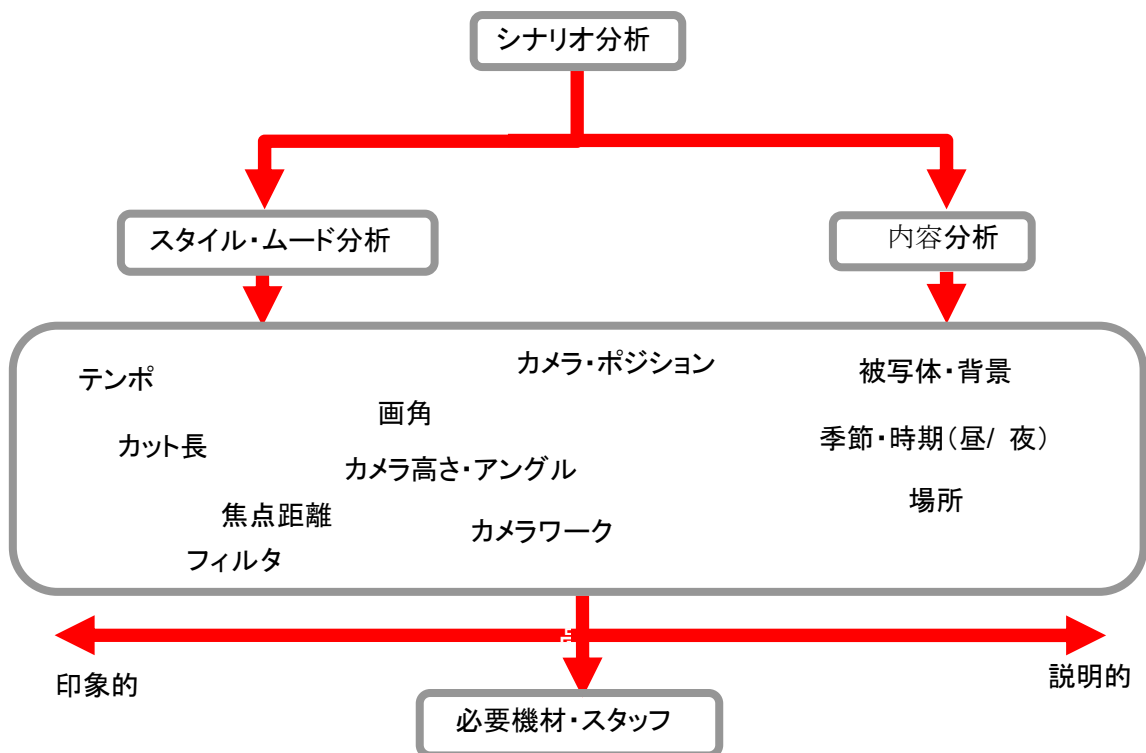 シナリオ分析
スタイル・ムード分析
内容分析
テンポ
カメラ・ポジション
被写体・背景
画角
カット長
季節・時期(昼/ 夜)
カメラ高さ・アングル
場所
焦点距離
カメラワーク
フィルタ
印象的
説明的
必要機材・スタッフ